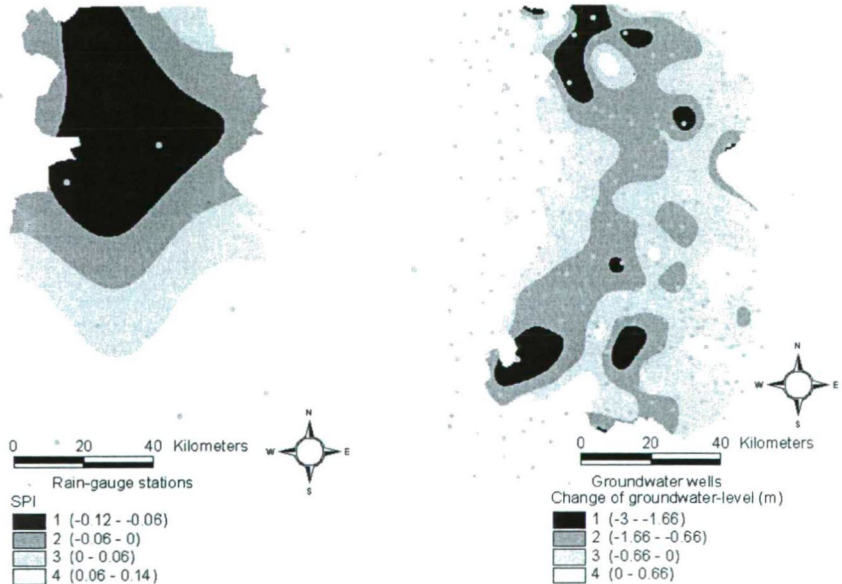 N
W E
S
0 20 40 Kilometers
Rain-gauge stations
SPI
1 (-0.12 - -0.06)
2 (-0.06 - 0)
3 (0 - 0.06)
4 (0.06 - 0.14)
N
W E
S
0 20 40 Kilometers
Groundwater wells
Change of groundwater-level (m)
1 (-3 - -1.66)
2 (-1.66 - -0.66)
3 (-0.66 - 0)
4 (0 - 0.66)